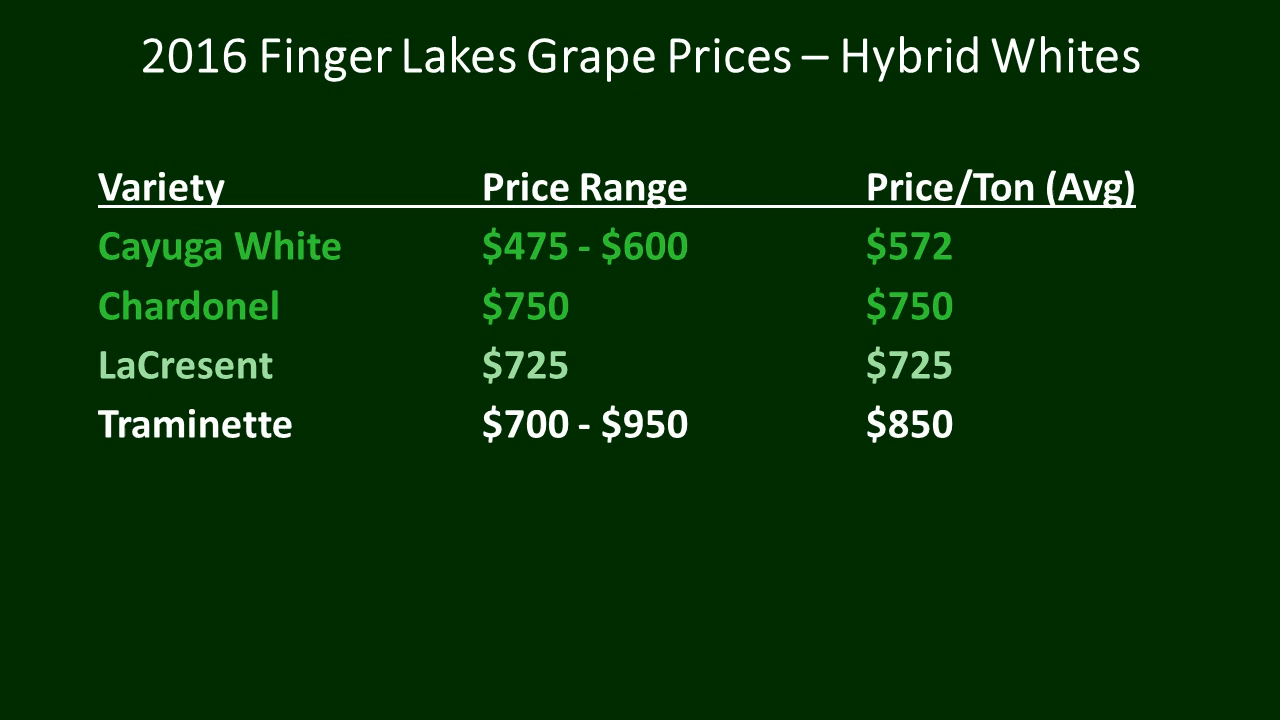 2016 Finger Lakes Grape Prices – Hybrid Whites
Variety Price Range Price/Ton (Avg)
Cayuga White $475 - $600 $572
Chardonel $750 $750
LaCresent $725 $725
Traminette $700 - $950 $850